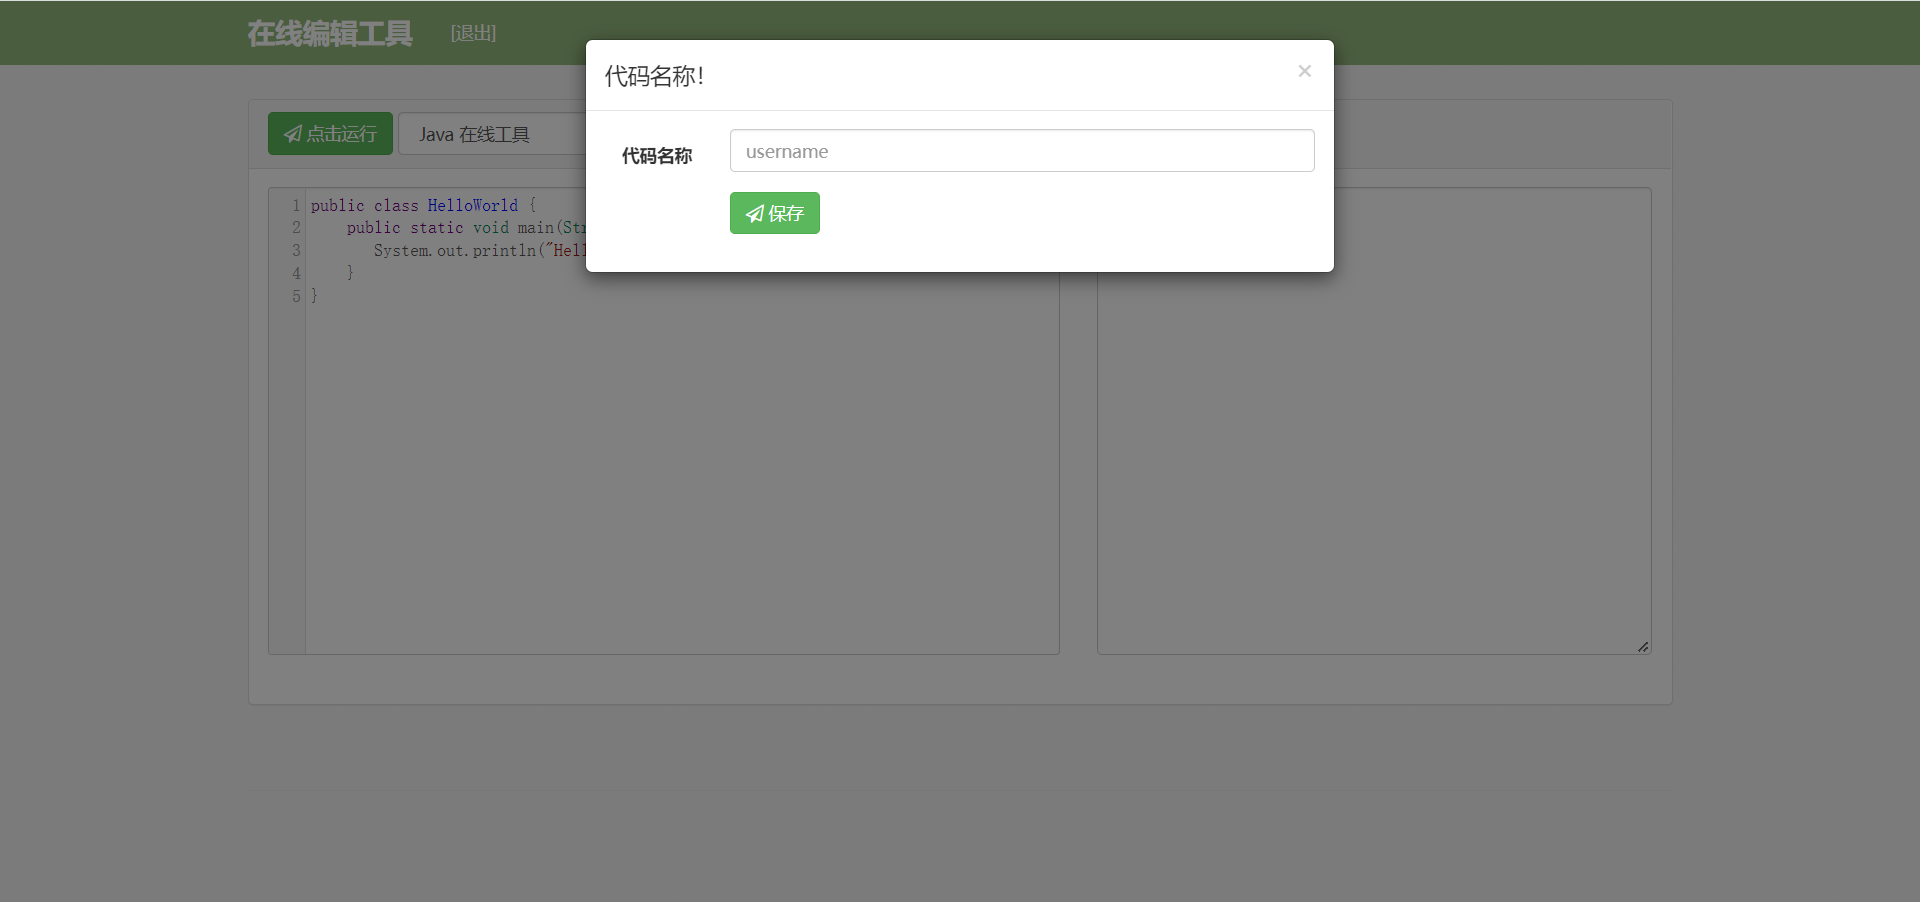 在线编辑工具 [退出]
代码名称!
×
点击运行
Java 在线工具
代码名称
username
保存
1 public class HelloWorld {
2 public static void main(Str
3 System.out.println("Hell
4 }
5 }